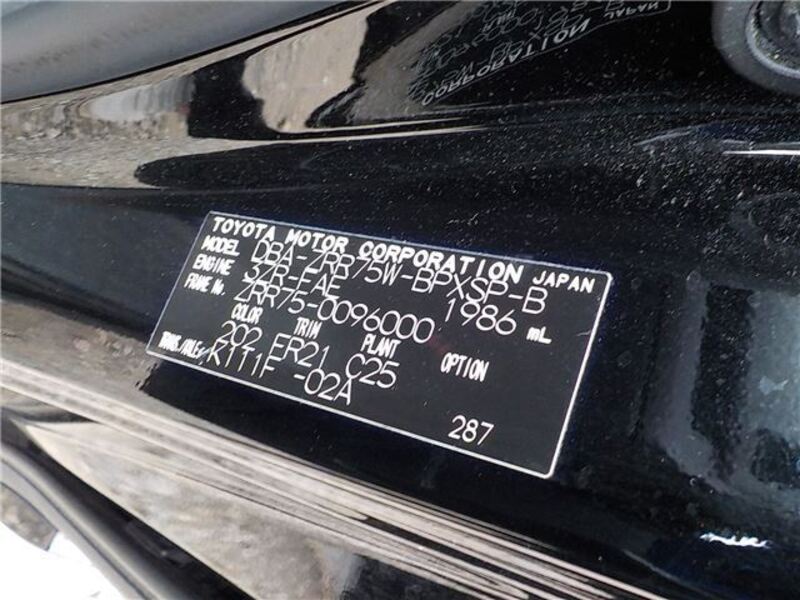 TOYOTA MOTOR CORPORATION JAPAN
MODEL DBA-ZRR75W-BPXSP-B
ENGINE 3ZR-FAE 1986 mL
FRAME No. ZRR75-0096000
COLOR TRIM PLANT OPTION
202 FR21 C25
TRANS./AXLE K111F -02A
287